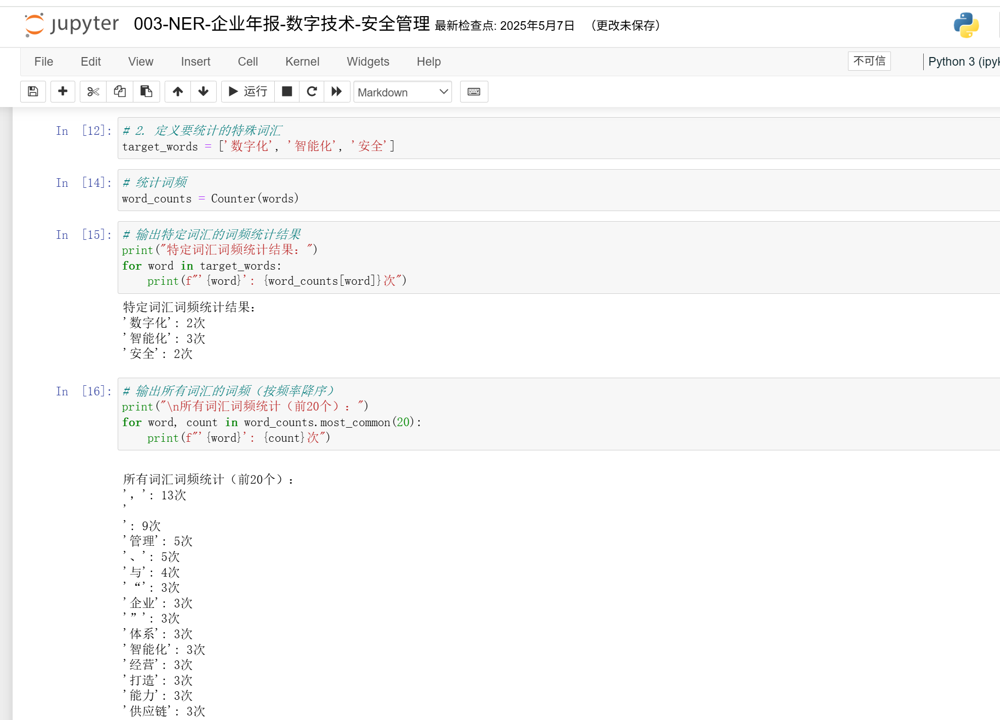 jupyter 003-NER-企业年报-数字技术-安全管理 最新检查点: 2025年5月7日 （更改未保存）
File Edit View Insert Cell Kernel Widgets Help 不可信 Python 3 (ipyk
运行 Markdown
In [12]: # 2. 定义要统计的特殊词汇
target_words = ['数字化', '智能化', '安全']
In [14]: # 统计词频
word_counts = Counter(words)
In [15]: # 输出特定词汇的词频统计结果
print("特定词汇词频统计结果：")
for word in target_words:
    print(f"'{word}': {word_counts[word]}次")
特定词汇词频统计结果：
'数字化': 2次
'智能化': 3次
'安全': 2次
In [16]: # 输出所有词汇的词频（按频率降序）
print("\n所有词汇词频统计（前20个）：")
for word, count in word_counts.most_common(20):
    print(f"'{word}': {count}次")
所有词汇词频统计（前20个）：
'，': 13次
'
': 9次
'管理': 5次
'、': 5次
'与': 4次
'“': 3次
'企业': 3次
'”': 3次
'体系': 3次
'智能化': 3次
'经营': 3次
'打造': 3次
'能力': 3次
'供应链': 3次